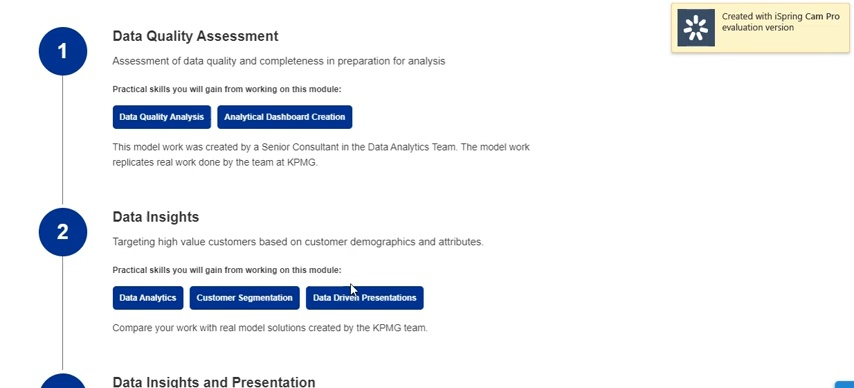 Created with iSpring Cam Pro
evaluation version
1
Data Quality Assessment
Assessment of data quality and completeness in preparation for analysis
Practical skills you will gain from working on this module:
Data Quality Analysis
Analytical Dashboard Creation
This model work was created by a Senior Consultant in the Data Analytics Team. The model work
replicates real work done by the team at KPMG.
2
Data Insights
Targeting high value customers based on customer demographics and attributes.
Practical skills you will gain from working on this module:
Data Analytics
Customer Segmentation
Data Driven Presentations
Compare your work with real model solutions created by the KPMG team.
Data Insights and Presentation